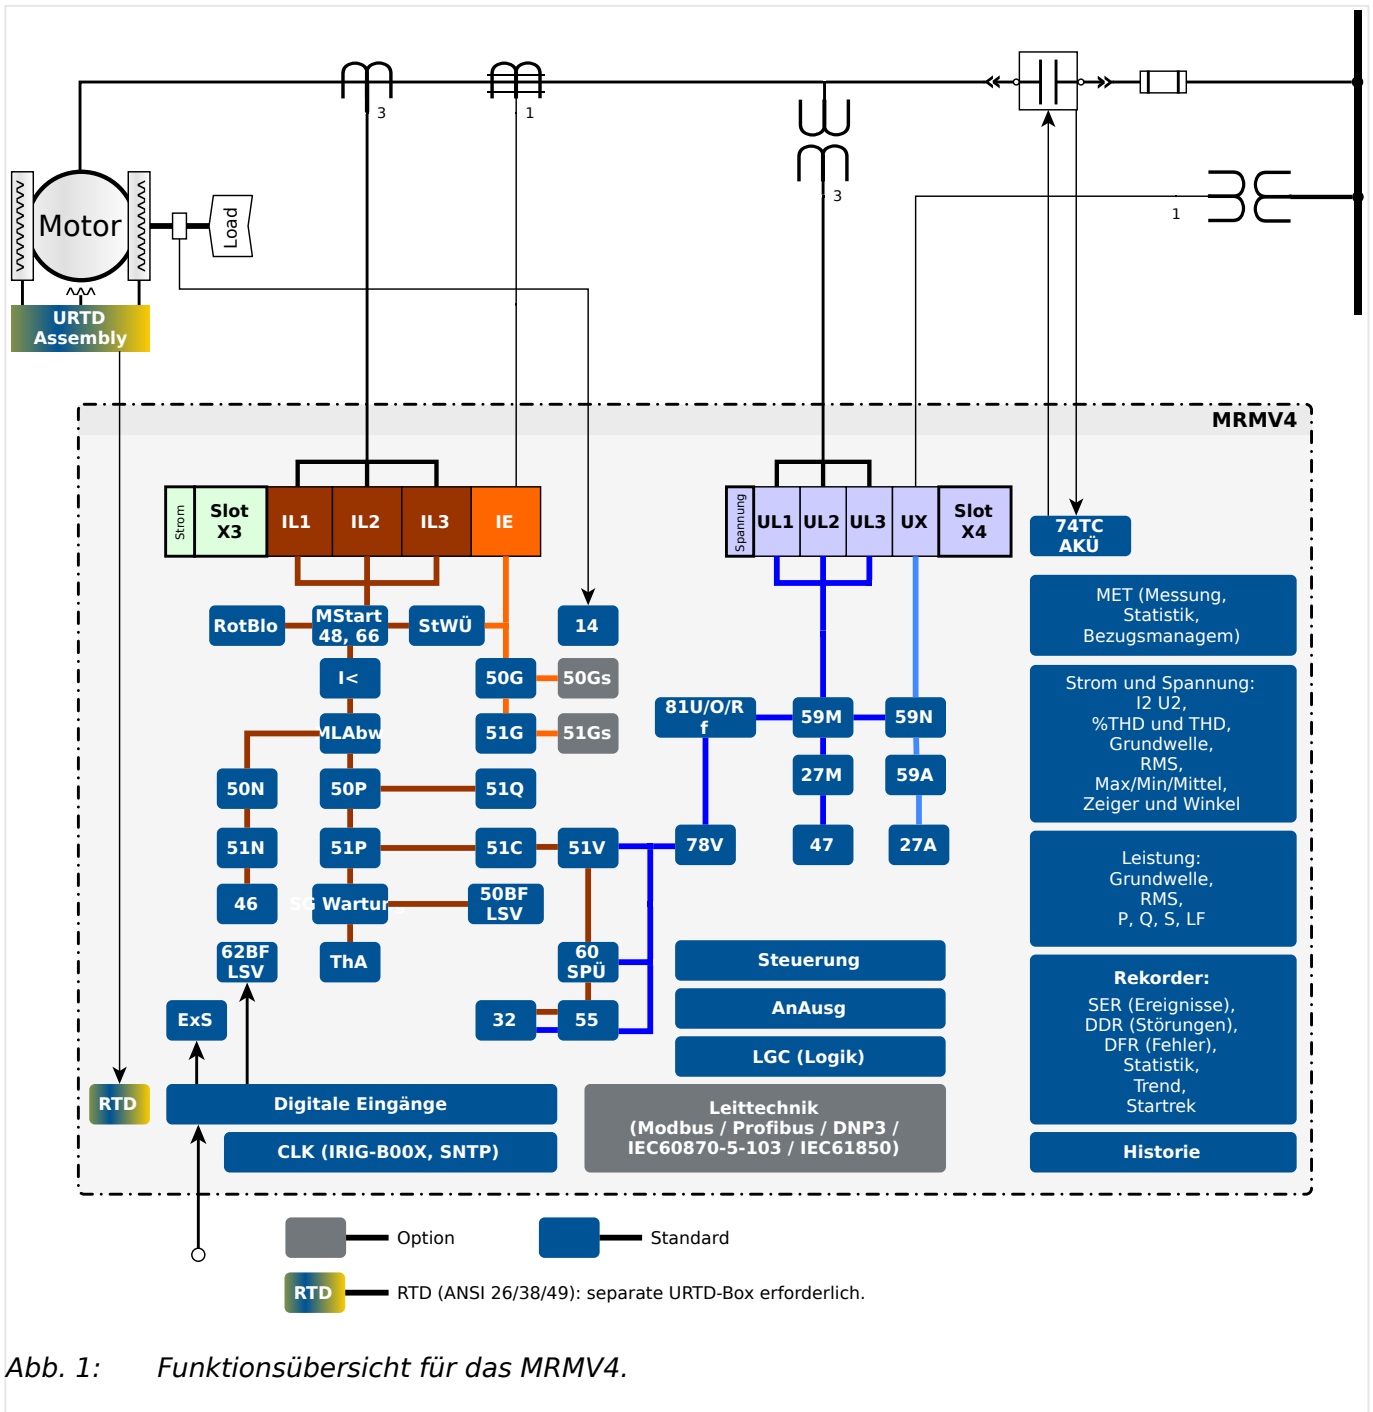 3
1
3
1
Motor
Load
URTD
Assembly
MRMV4
Strom
Slot
X3
IL1
IL2
IL3
IE
Spannung
UL1
UL2
UL3
UX
Slot
X4
74TC
AKÜ
RotBlo
MStart
48, 66
StWÜ
14
I<
50G
50Gs
MLAbw
51G
51Gs
81U/O/R
f
59M
59N
50N
50P
51Q
27M
59A
51N
51P
51C
51V
78V
47
27A
46
SG Wartung
50BF
LSV
62BF
LSV
ThA
60
SPÜ
ExS
32
55
Steuerung
AnAusg
LGC (Logik)
RTD
Digitale Eingänge
CLK (IRIG-B00X, SNTP)
Leittechnik
(Modbus / Profibus / DNP3 /
IEC60870-5-103 / IEC61850)
MET (Messung,
Statistik,
Bezugsmanagem)
Strom und Spannung:
I2 U2,
%THD und THD,
Grundwelle,
RMS,
Max/Min/Mittel,
Zeiger und Winkel
Leistung:
Grundwelle,
RMS,
P, Q, S, LF
Rekorder:
SER (Ereignisse),
DDR (Störungen),
DFR (Fehler),
Statistik,
Trend,
Startrek
Historie
Option
Standard
RTD
RTD (ANSI 26/38/49): separate URTD-Box erforderlich.
Abb. 1: Funktionsübersicht für das MRMV4.